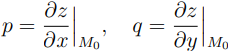 p = ∂z/∂x|_{M_0}, q = ∂z/∂y|_{M_0}